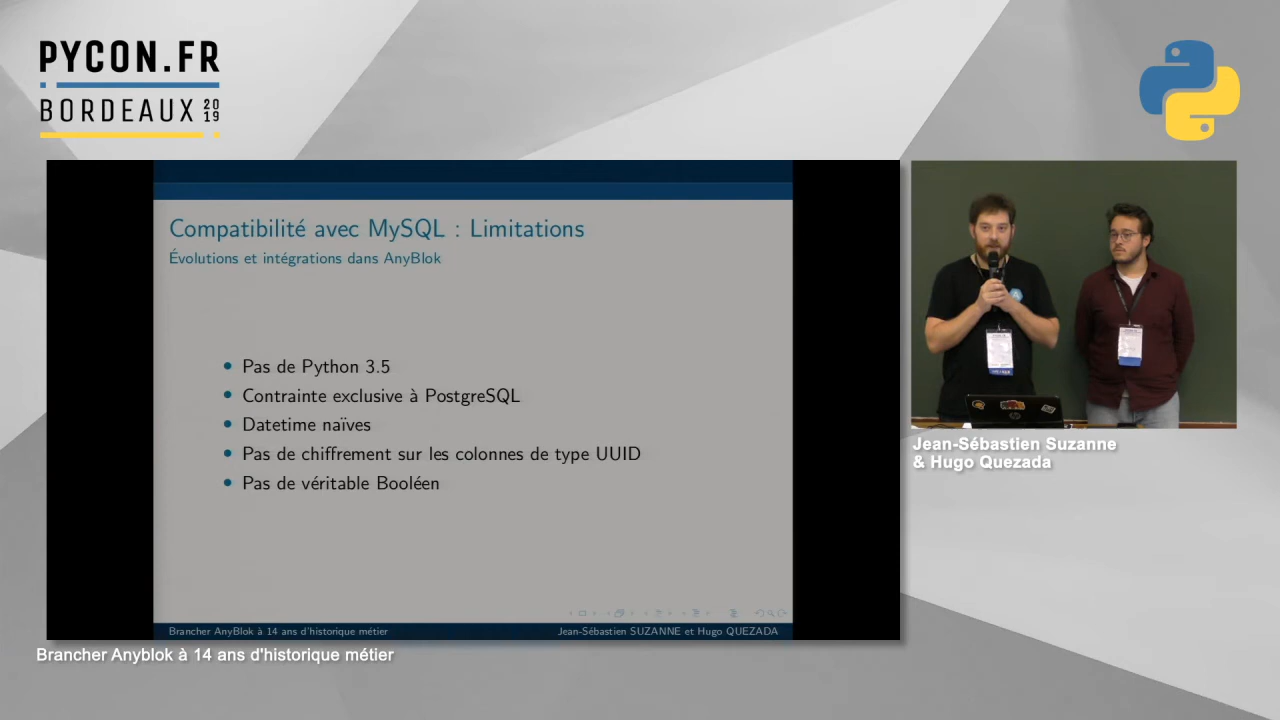 PYCON.FR
BORDEAUX 2019
Compatibilité avec MySQL : Limitations
Évolutions et intégrations dans AnyBlok
Pas de Python 3.5
Contrainte exclusive à PostgreSQL
Datetime naïves
Pas de chiffrement sur les colonnes de type UUID
Pas de véritable Booléen
Brancher AnyBlok à 14 ans d'historique métier
Jean-Sébastien SUZANNE et Hugo QUEZADA
Jean-Sébastien Suzanne
& Hugo Quezada
Brancher Anyblok à 14 ans d'historique métier